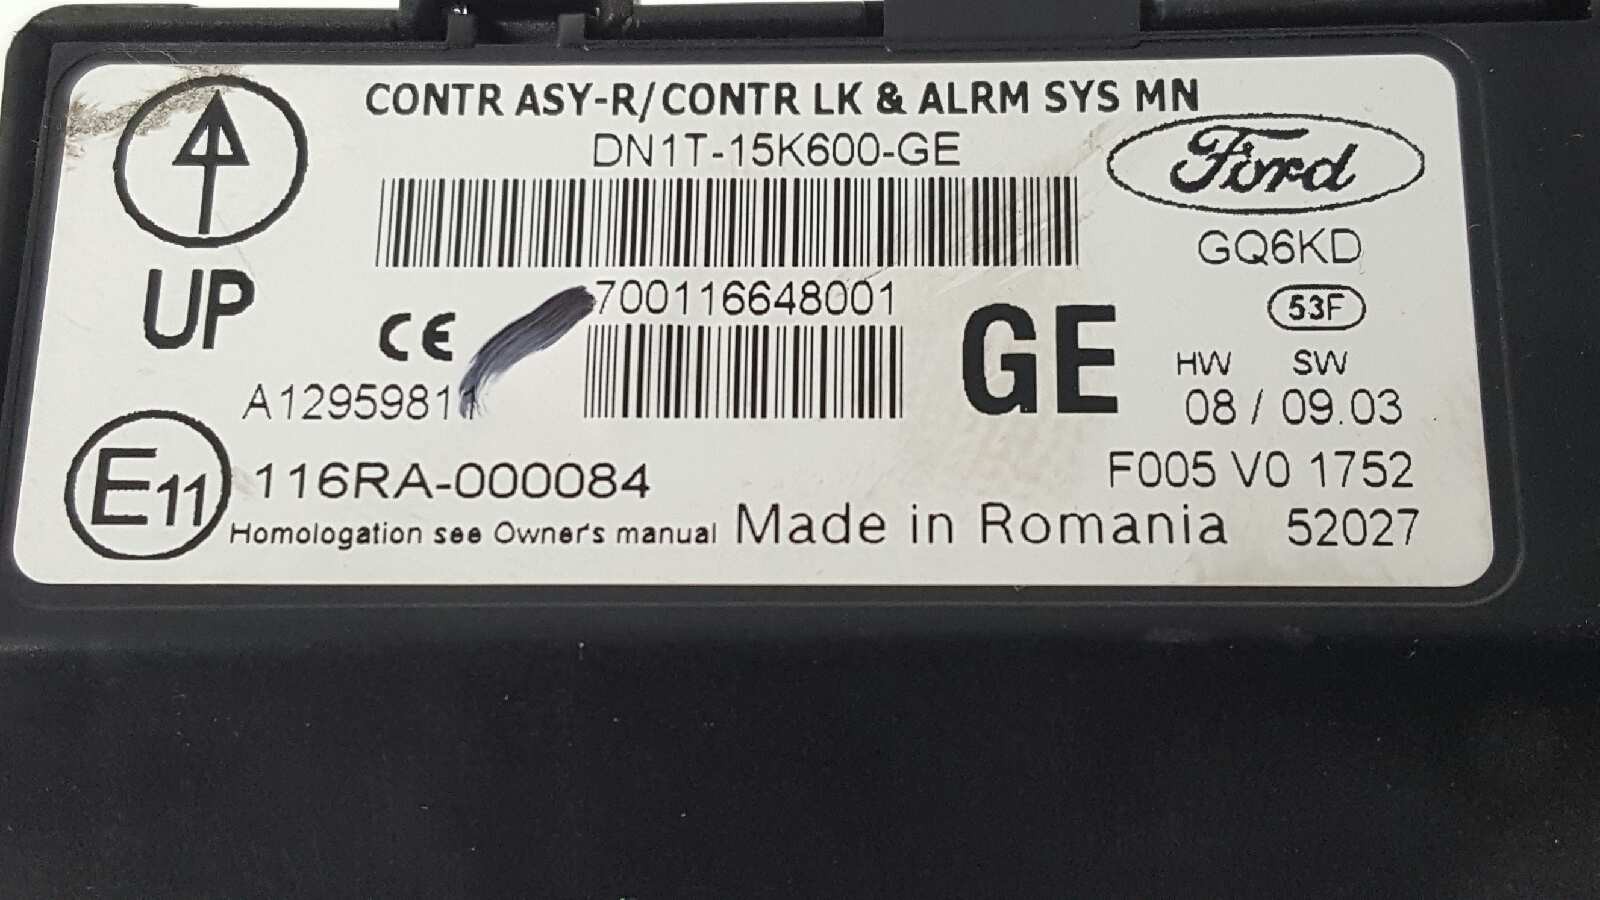 CONTR ASY-R/CONTR LK & ALRM SYS MN
DN1T-15K600-GE
Ford
GQ6KD
UP
700116648001
53F
CE
GE
HW SW
A12959811
08 / 09.03
E11
116RA-000084
F005 V0 1752
Homologation see Owner's manual
Made in Romania
52027